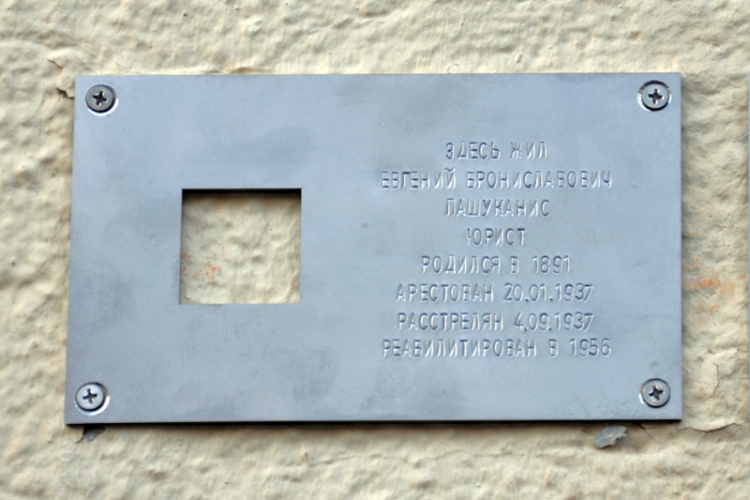 ЗДЕСЬ ЖИЛ
ЕВГЕНИЙ БРОНИСЛАВОВИЧ
ПАШУКАНИС
ЮРИСТ
РОДИЛСЯ В 1891
АРЕСТОВАН 20.01.1937
РАССТРЕЛЯН 4.09.1937
РЕАБИЛИТИРОВАН В 1956